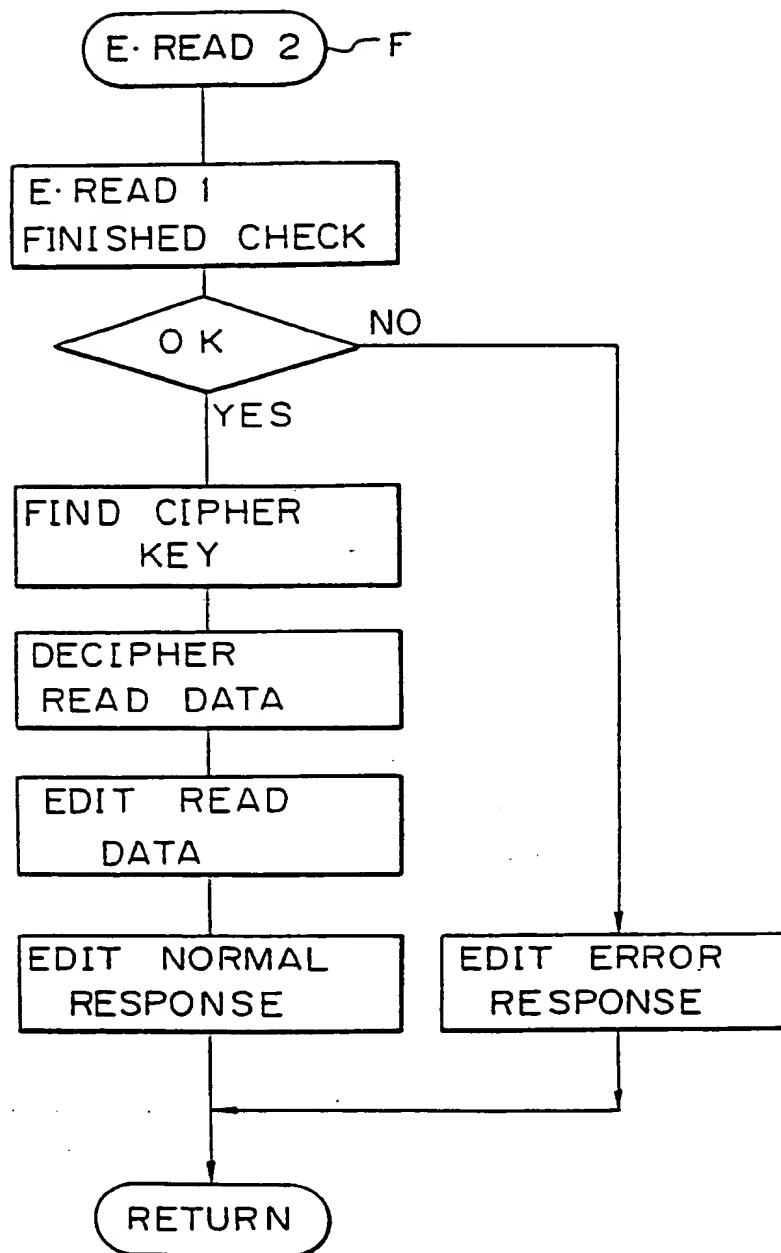 E·READ 2
F
E·READ 1
FINISHED CHECK
OK
NO
YES
FIND CIPHER
KEY
DECIPHER
READ DATA
EDIT READ
DATA
EDIT NORMAL
RESPONSE
EDIT ERROR
RESPONSE
RETURN